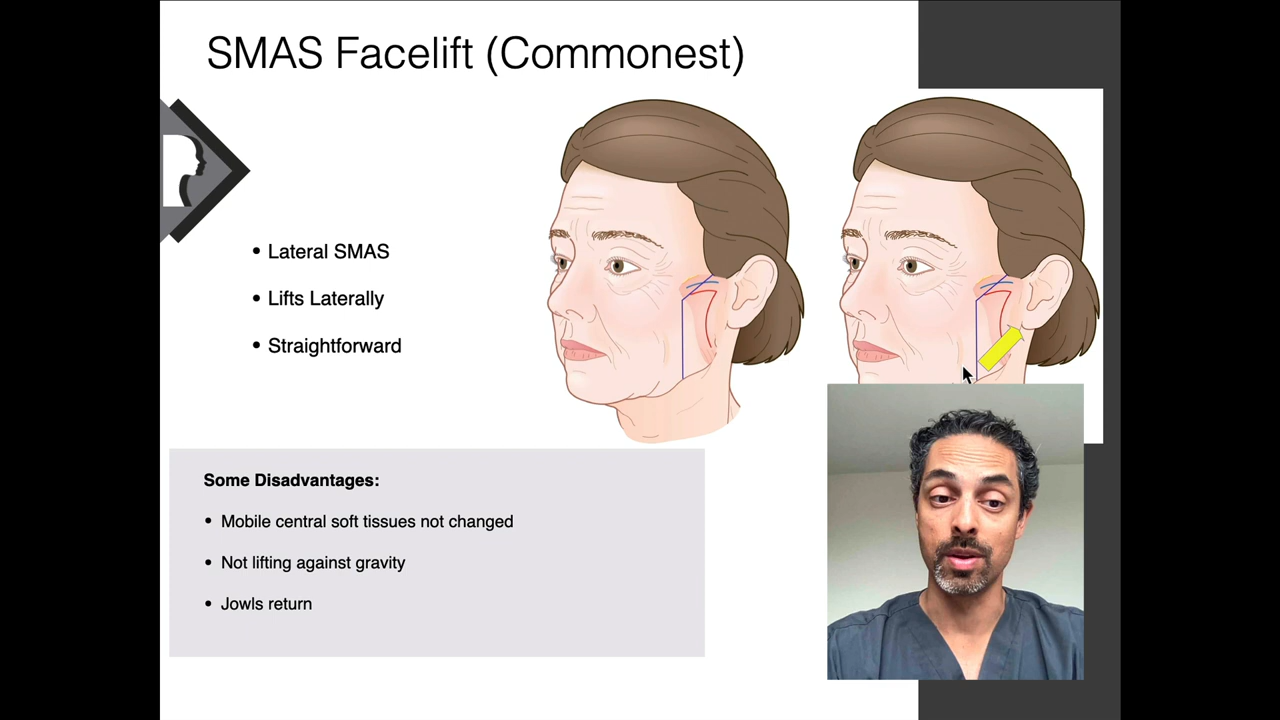 SMAS Facelift (Commonest)
• Lateral SMAS
• Lifts Laterally
• Straightforward
Some Disadvantages:
• Mobile central soft tissues not changed
• Not lifting against gravity
• Jowls return